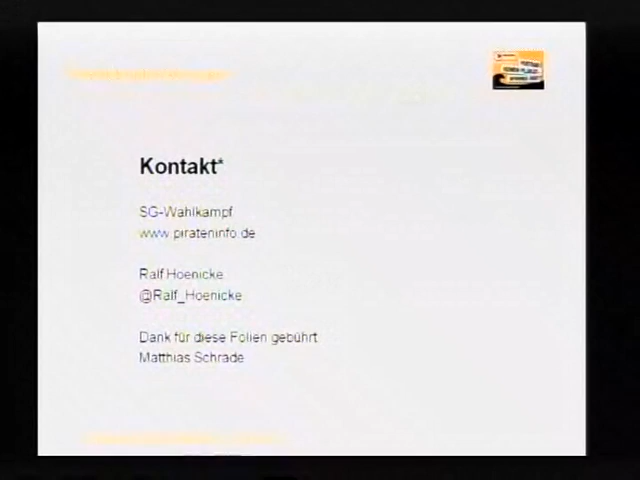 Kontakt*
SG-Wahlkampf
www.pirateninfo.de
Ralf Hoenicke
@Ralf_Hoenicke
Dank für diese Folien gebührt
Matthias Schrade